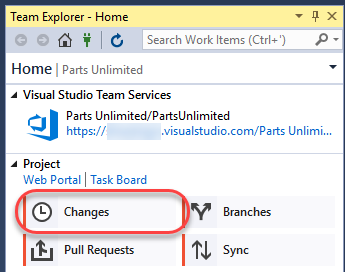 Team Explorer - Home
Search Work Items (Ctrl+')
Home | Parts Unlimited
Visual Studio Team Services
Parts Unlimited/PartsUnlimited
https://.visualstudio.com/Parts Unlimi...
Project
Web Portal | Task Board
Changes
Branches
Pull Requests
Sync